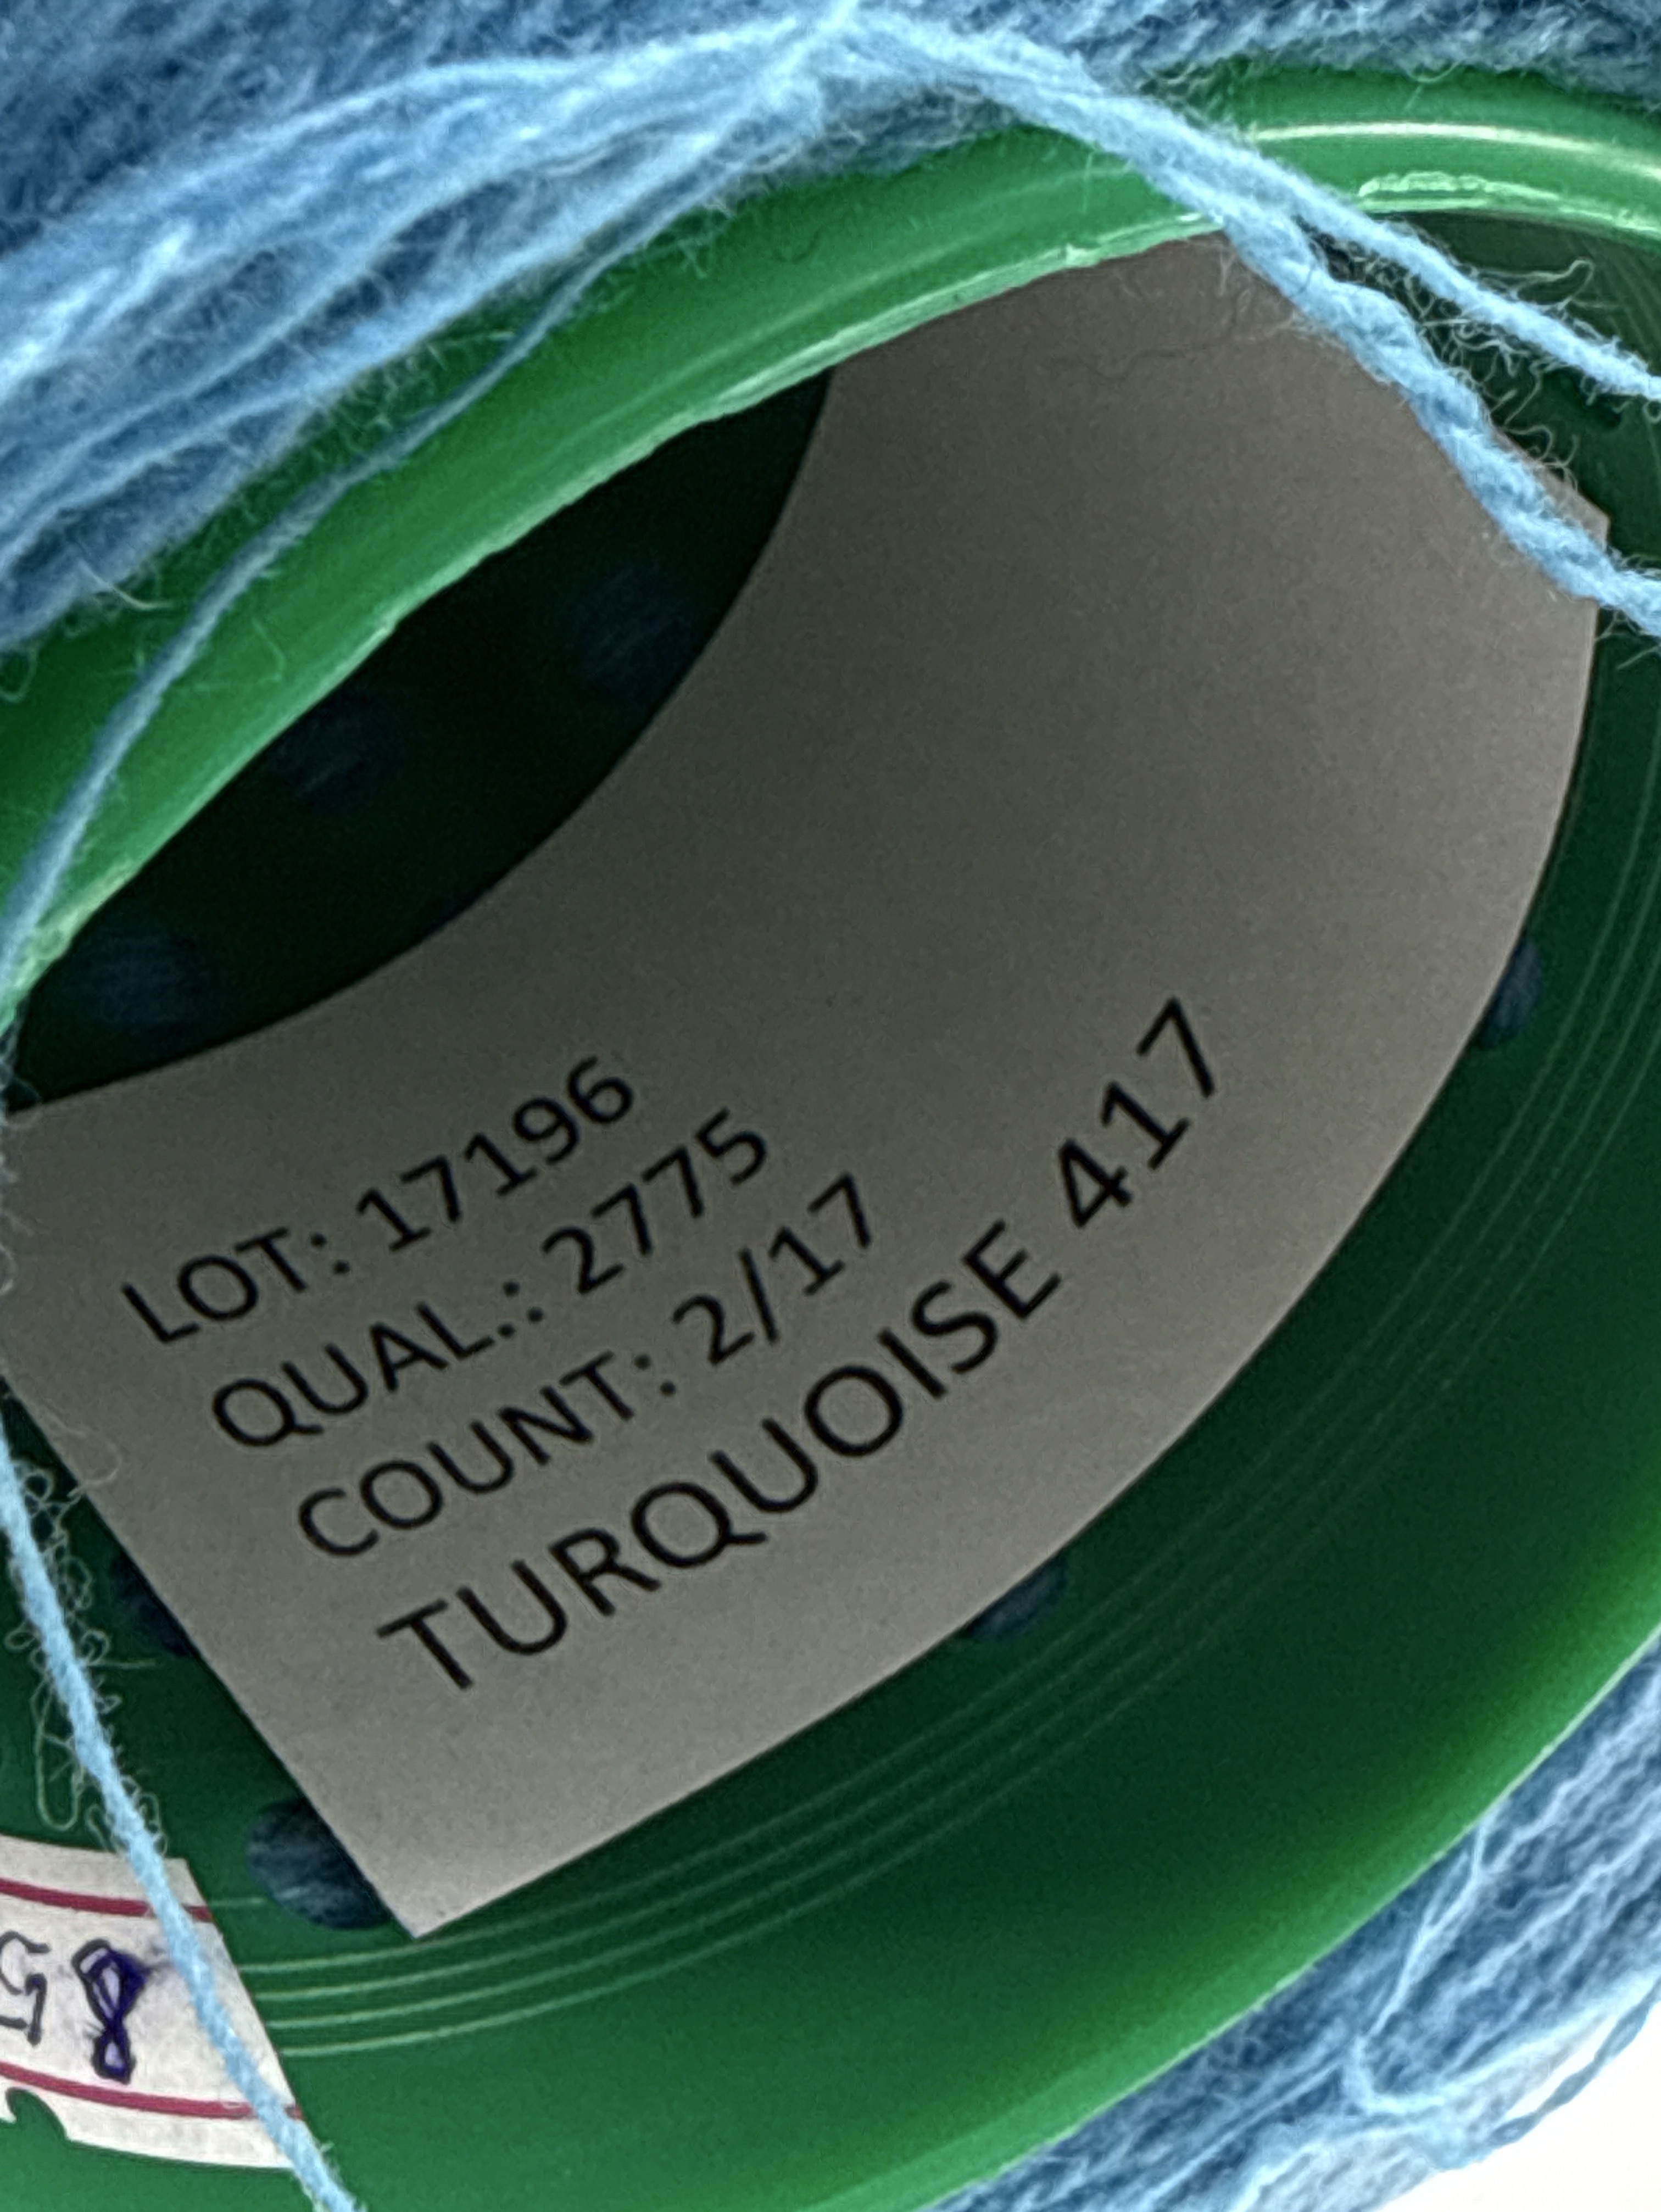 LOT: 17196
QUAL.: 2775
COUNT: 2/17
TURQUOISE 417